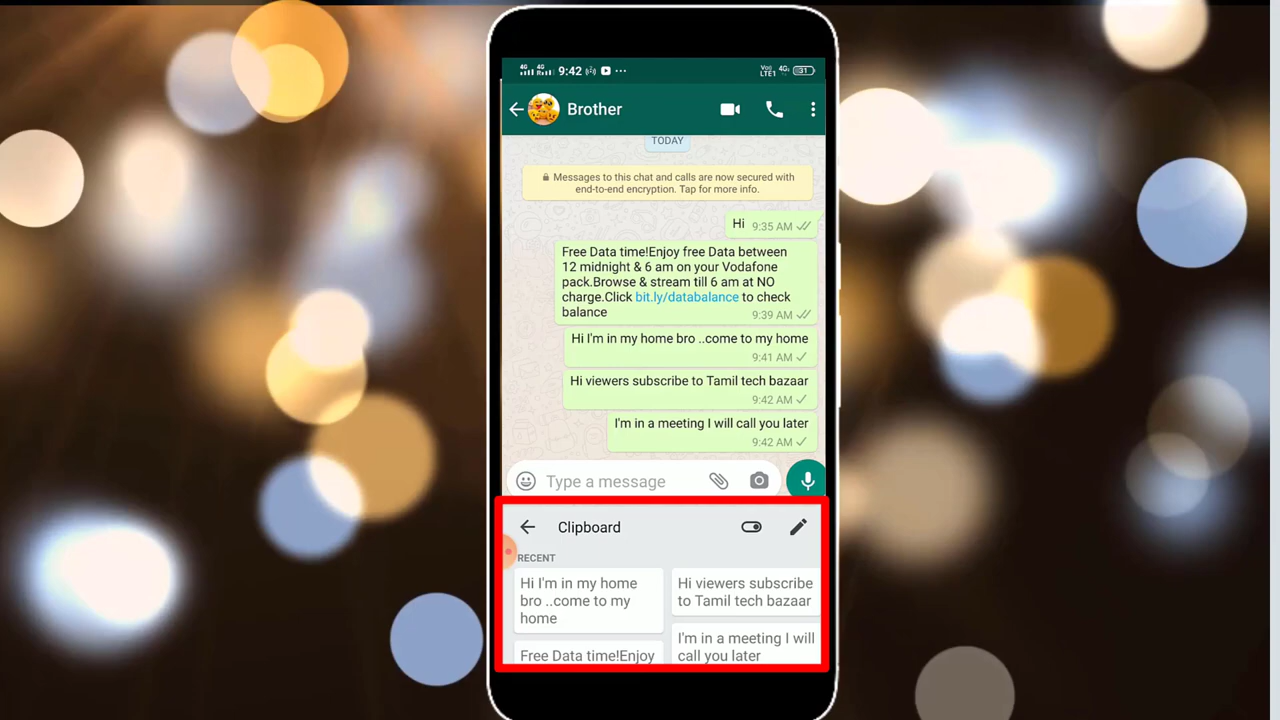 4G 4G 9:42 Vo) LTE1 4G 31
Brother
TODAY
Messages to this chat and calls are now secured with
end-to-end encryption. Tap for more info.
Hi 9:35 AM
Free Data time!Enjoy free Data between
12 midnight & 6 am on your Vodafone
pack.Browse & stream till 6 am at NO
charge.Click bit.ly/databalance to check
balance
9:39 AM
Hi I'm in my home bro ..come to my home
9:41 AM
Hi viewers subscribe to Tamil tech bazaar
9:42 AM
I'm in a meeting I will call you later
9:42 AM
Type a message
Clipboard
RECENT
Hi I'm in my home
bro ..come to my
home
Free Data time!Enjoy
Hi viewers subscribe
to Tamil tech bazaar
I'm in a meeting I will
call you later